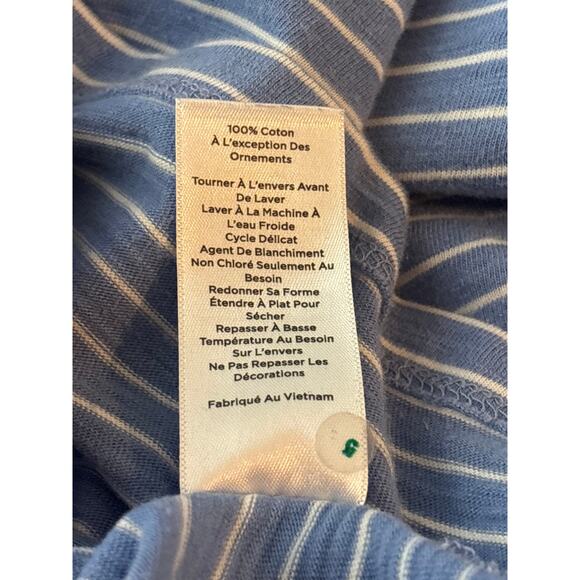 100% Coton
À L'exception Des
Ornements
Tourner À L'envers Avant
De Laver
Laver À La Machine À
L'eau Froide
Cycle Délicat
Agent De Blanchiment
Non Chloré Seulement Au
Besoin
Redonner Sa Forme
Étendre À Plat Pour
Sécher
Repasser À Basse
Température Au Besoin
Sur L'envers
Ne Pas Repasser Les
Décorations
Fabriqué Au Vietnam